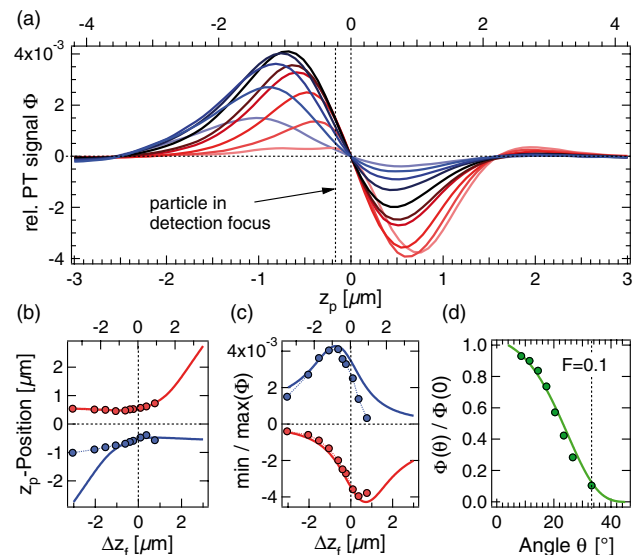 (a)
-4 -2 0 2 4
4x10-3
2
0
-2
-4
rel. PT signal Φ
particle in
detection focus
-3 -2 -1 0 1 2 3
zp [µm]
(b)
-2 0 2
2
1
0
-1
-2
zp-Position [µm]
-2 0 2
Δzf [µm]
(c)
-2 0 2
4x10-3
2
0
-2
-4
min / max(Φ)
-2 0 2
Δzf [µm]
(d)
F=0.1
1.0
0.8
0.6
0.4
0.2
0.0
Φ(θ) / Φ(0)
0 20 40
Angle θ [°]